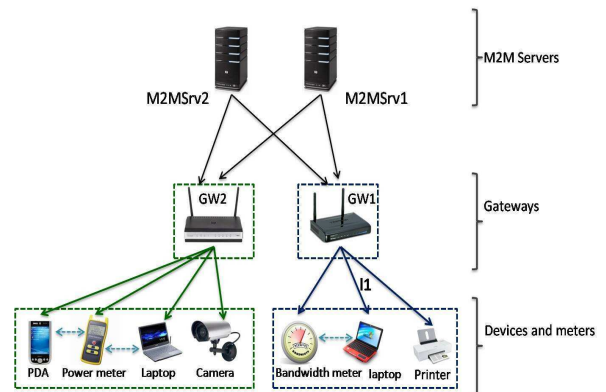 M2M Servers
M2MSrv2
M2MSrv1
GW2
GW1
Gateways
l1
Devices and meters
PDA
Power meter
Laptop
Camera
Bandwidth meter
laptop
Printer